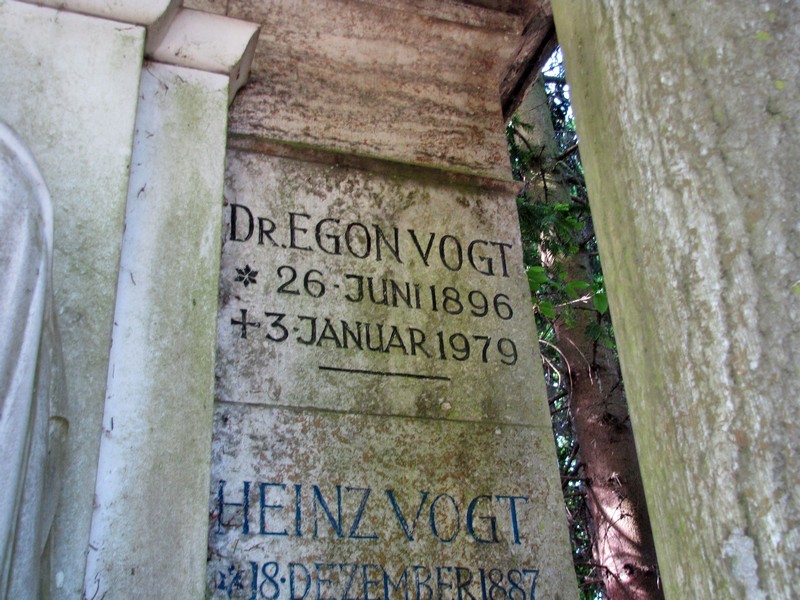 DR. EGON VOGT
* 26·JUNI 1896
+ 3·JANUAR 1979
HEINZ VOGT
* 18·DEZEMBER 1887